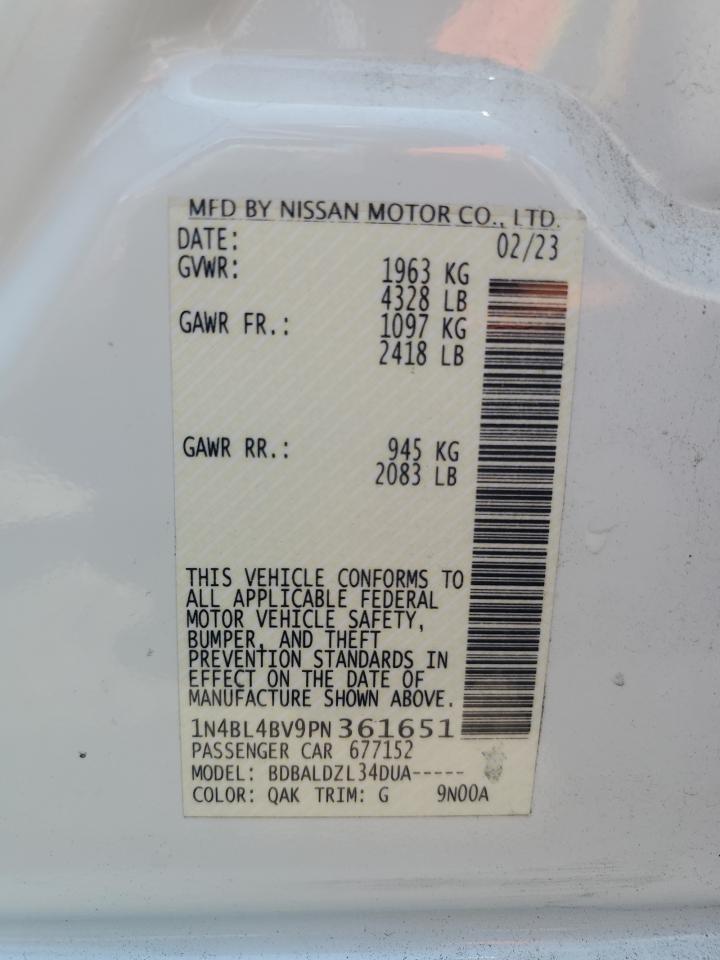 MFD BY NISSAN MOTOR CO., LTD.
DATE: 02/23
GVWR: 1963 KG
4328 LB
GAWR FR.: 1097 KG
2418 LB
GAWR RR.: 945 KG
2083 LB
THIS VEHICLE CONFORMS TO
ALL APPLICABLE FEDERAL
MOTOR VEHICLE SAFETY,
BUMPER, AND THEFT
PREVENTION STANDARDS IN
EFFECT ON THE DATE OF
MANUFACTURE SHOWN ABOVE.
1N4BL4BV9PN361651
PASSENGER CAR 677152
MODEL: BDBALDZL34DUA-----
COLOR: QAK TRIM: G 9N00A